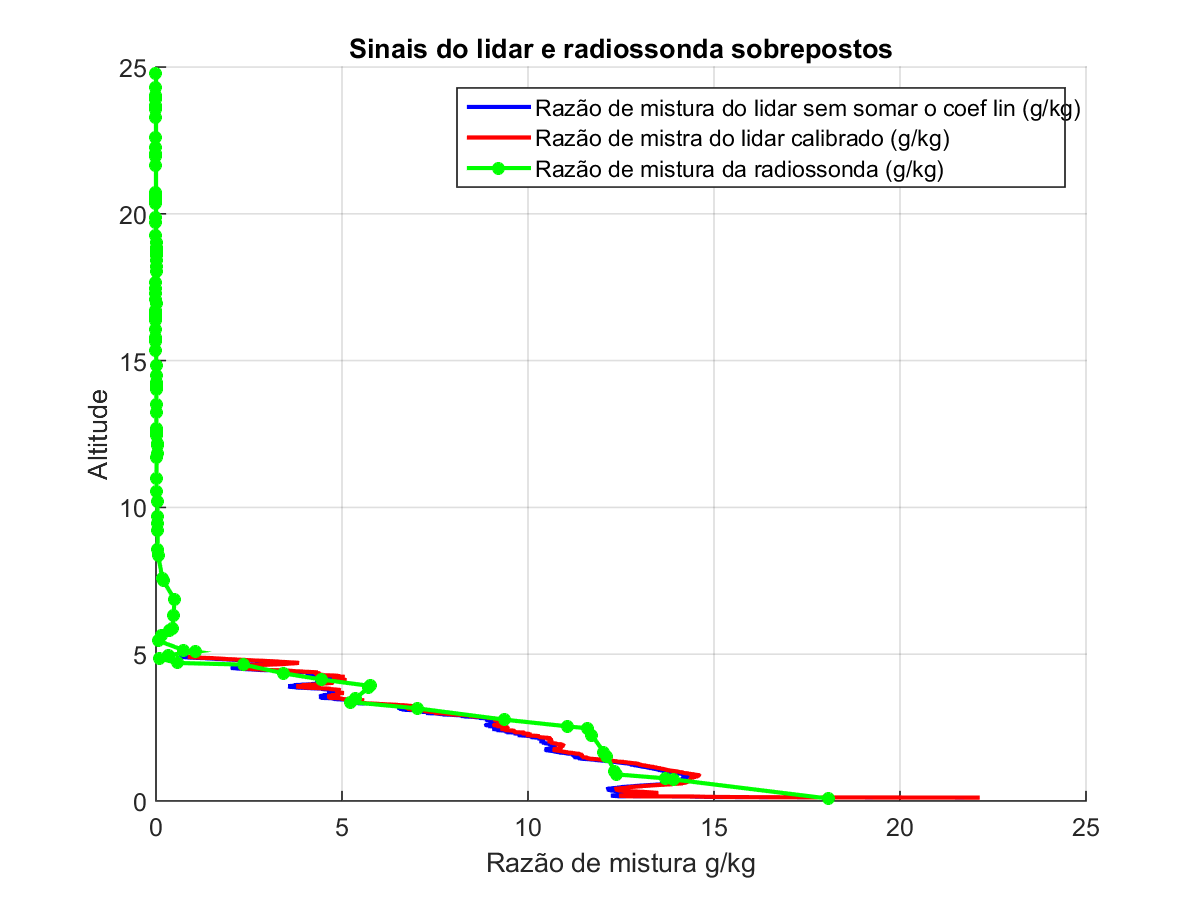 Sinais do lidar e radiossonda sobrepostos
25
Razão de mistura do lidar sem somar o coef lin (g/kg)
Razão de mistra do lidar calibrado (g/kg)
Razão de mistura da radiossonda (g/kg)
20
15
Altitude
10
5
0
0 5 10 15 20 25
Razão de mistura g/kg